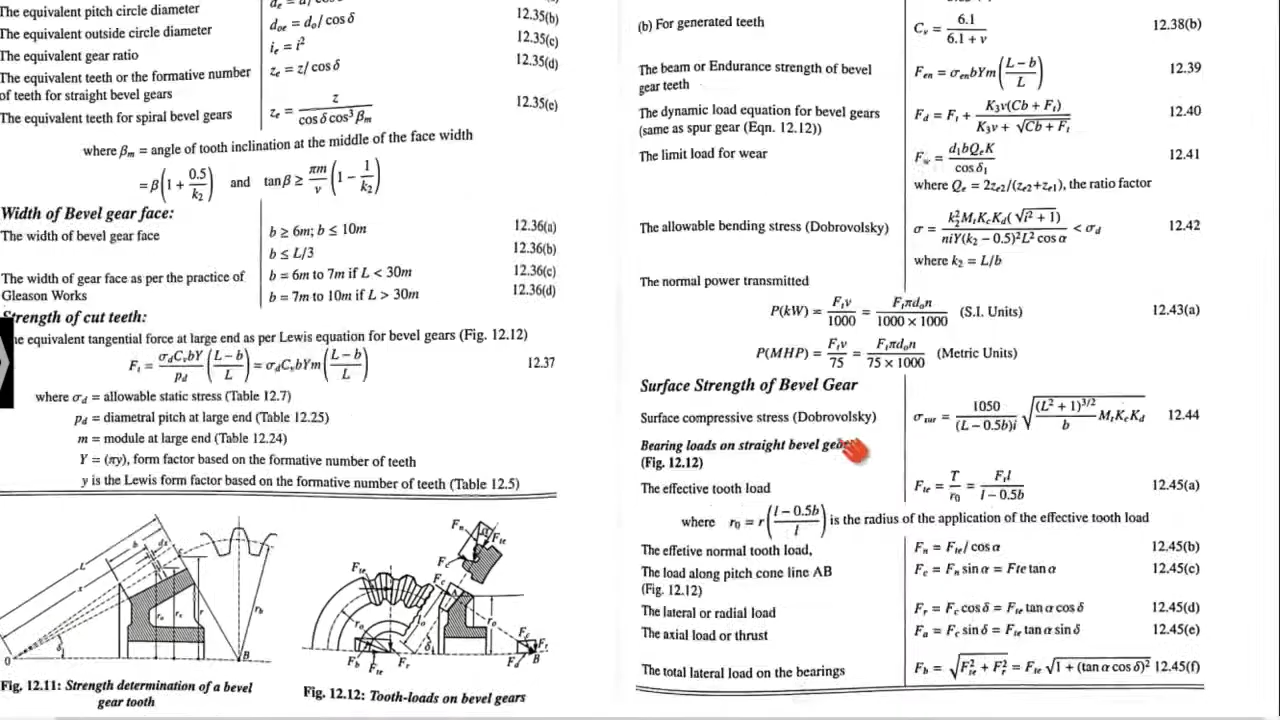 The equivalent pitch circle diameter
The equivalent outside circle diameter d_oe = d_o/ cos δ 12.35(b)
The equivalent gear ratio i_e = i² 12.35(c)
The equivalent teeth or the formative number z_e = z/ cos δ 12.35(d)
of teeth for straight bevel gears
The equivalent teeth for spiral bevel gears z_e = z / (cos δ cos³ β_m) 12.35(e)
where β_m = angle of tooth inclination at the middle of the face width
= β(1 + 0.5/k₂) and tanβ ≥ πm/v (1 − 1/k₂)
Width of Bevel gear face:
The width of bevel gear face b ≥ 6m; b ≤ 10m 12.36(a)
b ≤ L/3 12.36(b)
The width of gear face as per the practice of b = 6m to 7m if L < 30m 12.36(c)
Gleason Works b = 7m to 10m if L > 30m 12.36(d)
Strength of cut teeth:
equivalent tangential force at large end as per Lewis equation for bevel gears (Fig. 12.12)
F_t = σ_d C_v bY / p_d ((L − b)/L) = σ_d C_v bYm ((L − b)/L) 12.37
where σ_d = allowable static stress (Table 12.7)
p_d = diametral pitch at large end (Table 12.25)
m = module at large end (Table 12.24)
Y = (πy), form factor based on the formative number of teeth
y is the Lewis form factor based on the formative number of teeth (Table 12.5)
Fig. 12.11: Strength determination of a bevel
gear tooth
Fig. 12.12: Tooth-loads on bevel gears
(b) For generated teeth C_v = 6.1 / (6.1 + v) 12.38(b)
The beam or Endurance strength of bevel F_en = σ_en bYm ((L − b)/L) 12.39
gear teeth
The dynamic load equation for bevel gears F_d = F_t + K₃v(Cb + F_t) / (K₃v + √(Cb + F_t)) 12.40
(same as spur gear (Eqn. 12.12))
The limit load for wear F_w = d₁bQ_eK / cos δ₁ 12.41
where Q_e = 2z_e2/(z_e2+z_e1), the ratio factor
The allowable bending stress (Dobrovolsky) σ = k₂²M_tK_cK_d(√(i² + 1)) / (niY(k₂ − 0.5)²L² cos α) < σ_d 12.42
where k₂ = L/b
The normal power transmitted
P(kW) = F_t v/1000 = F_t πd_o n/(1000 × 1000) (S.I. Units) 12.43(a)
P(MHP) = F_t v/75 = F_t πd_o n/(75 × 1000) (Metric Units)
Surface Strength of Bevel Gear
Surface compressive stress (Dobrovolsky) σ_sur = 1050/((L − 0.5b)i) √((L² + 1)^3/2 / b M_t K_c K_d) 12.44
Bearing loads on straight bevel
(Fig. 12.12)
The effective tooth load F_te = T/r₀ = F_t l/(l − 0.5b) 12.45(a)
where r₀ = r((l − 0.5b)/l) is the radius of the application of the effective tooth load
The effetive normal tooth load, F_n = F_te/ cos α 12.45(b)
The load along pitch cone line AB F_c = F_n sin α = Fte tan α 12.45(c)
(Fig. 12.12)
The lateral or radial load F_r = F_c cos δ = F_te tan α cos δ 12.45(d)
The axial load or thrust F_a = F_c sin δ = F_te tan α sin δ 12.45(e)
The total lateral load on the bearings F_b = √(F_te² + F_r²) = F_te √(1 + (tan α cos δ)²) 12.45(f)